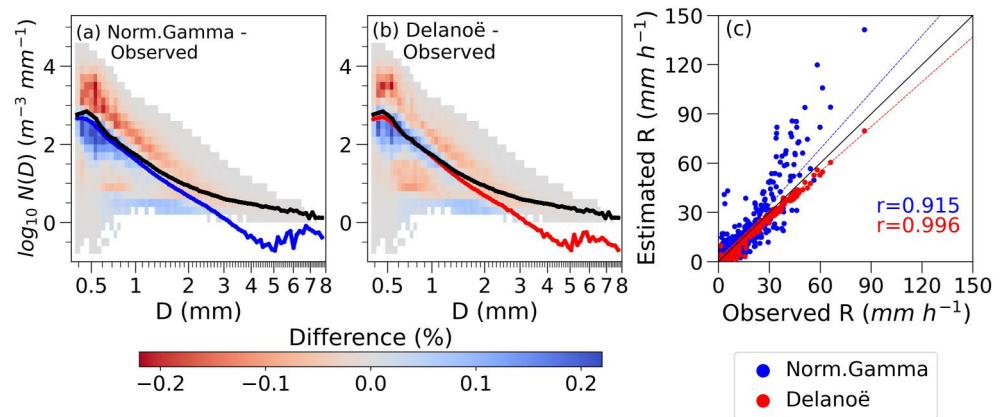 (a) Norm.Gamma -
Observed
(b) Delanoë -
Observed
(c)
log₁₀ N(D) (m⁻³ mm⁻¹)
4
2
0
0.5 1 2 3 4 5 6 7 8
D (mm)
0.5 1 2 3 4 5 6 7 8
D (mm)
Estimated R (mm h⁻¹)
150
120
90
60
30
0
r=0.915
r=0.996
0 30 60 90 120 150
Observed R (mm h⁻¹)
Difference (%)
−0.2 −0.1 0.0 0.1 0.2
Norm.Gamma
Delanoë